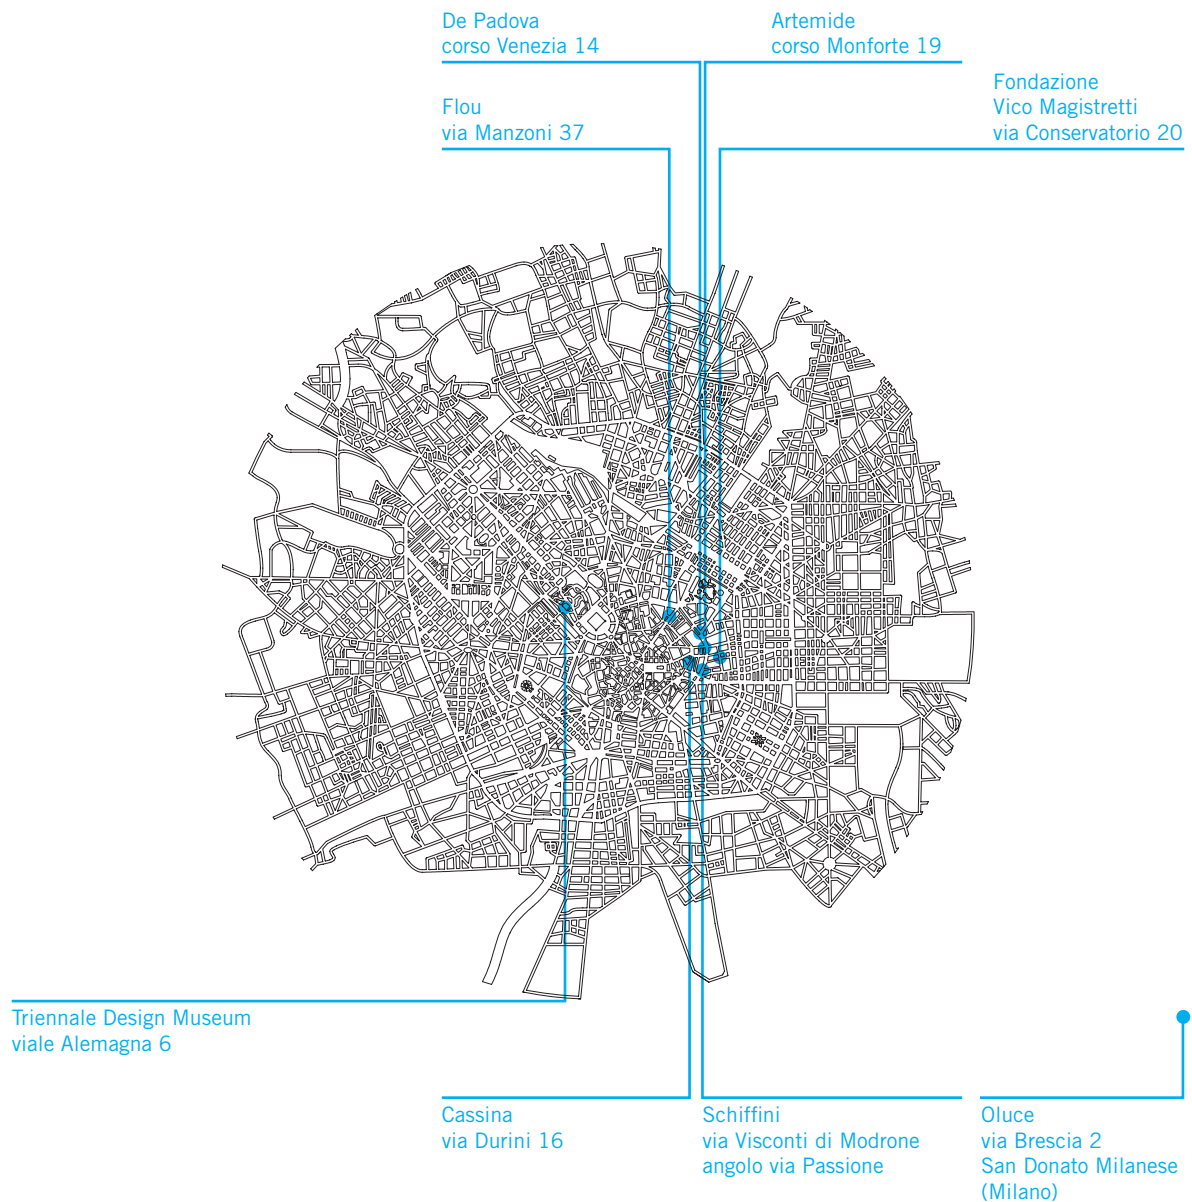 De Padova
corso Venezia 14
Artemide
corso Monforte 19
Flou
via Manzoni 37
Fondazione
Vico Magistretti
via Conservatorio 20
Triennale Design Museum
viale Alemagna 6
Cassina
via Durini 16
Schiffini
via Visconti di Modrone
angolo via Passione
Oluce
via Brescia 2
San Donato Milanese
(Milano)